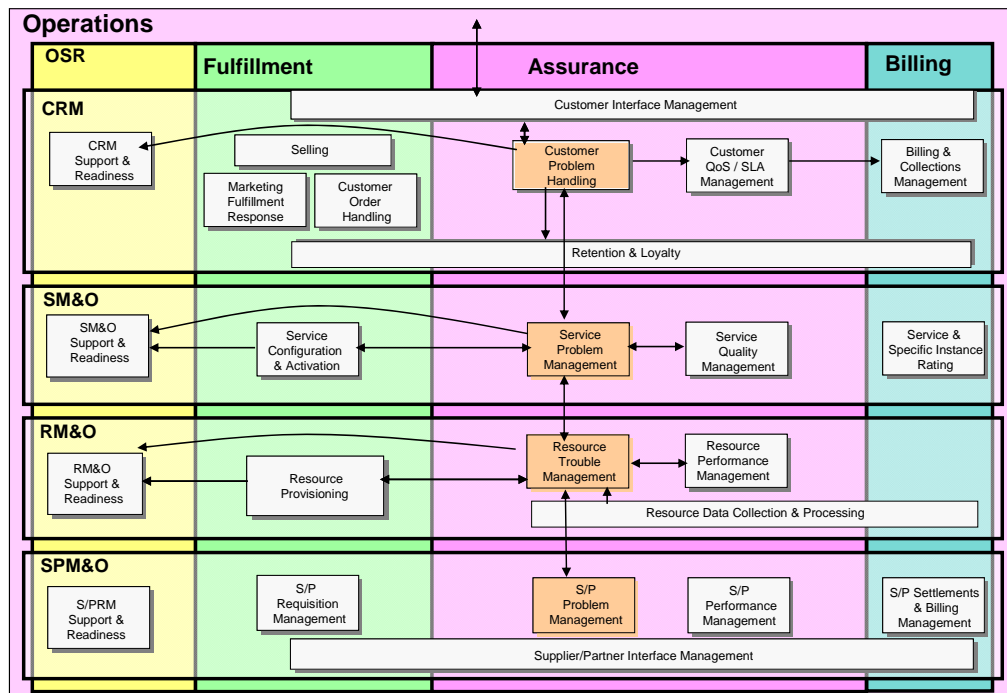 Operations
OSR
Fulfillment
Assurance
Billing
CRM
Customer Interface Management
CRM
Support &
Readiness
Selling
Marketing
Fulfillment
Response
Customer
Order
Handling
Customer
Problem
Handling
Customer
QoS / SLA
Management
Billing &
Collections
Management
Retention & Loyalty
SM&O
SM&O
Support &
Readiness
Service
Configuration
& Activation
Service
Problem
Management
Service
Quality
Management
Service &
Specific Instance
Rating
RM&O
RM&O
Support &
Readiness
Resource
Provisioning
Resource
Trouble
Management
Resource
Performance
Management
Resource Data Collection & Processing
SPM&O
S/PRM
Support &
Readiness
S/P
Requisition
Management
S/P
Problem
Management
S/P
Performance
Management
S/P Settlements
& Billing
Management
Supplier/Partner Interface Management